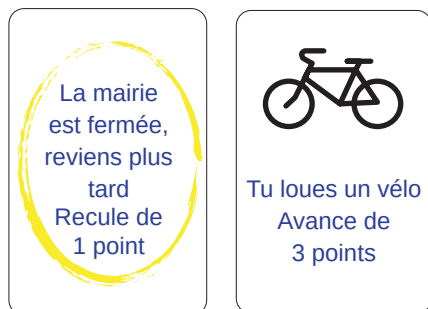 La mairie
est fermée,
reviens plus
tard
Recule de
1 point
Tu loues un vélo
Avance de
3 points